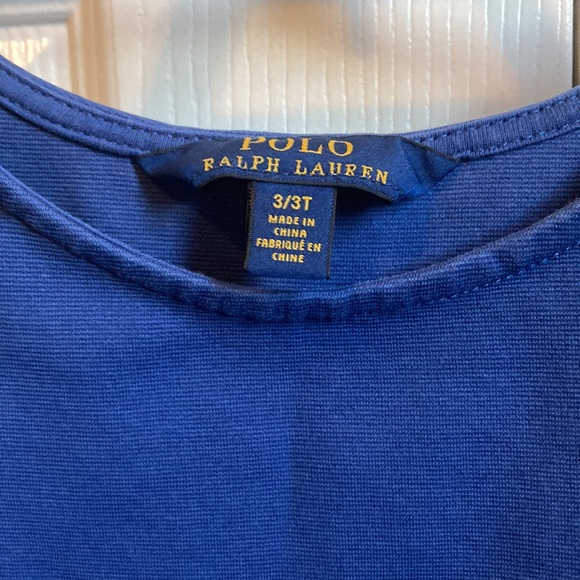 POLO
RALPH LAUREN
3/3T
MADE IN
CHINA
FABRIQUÉ EN
CHINE